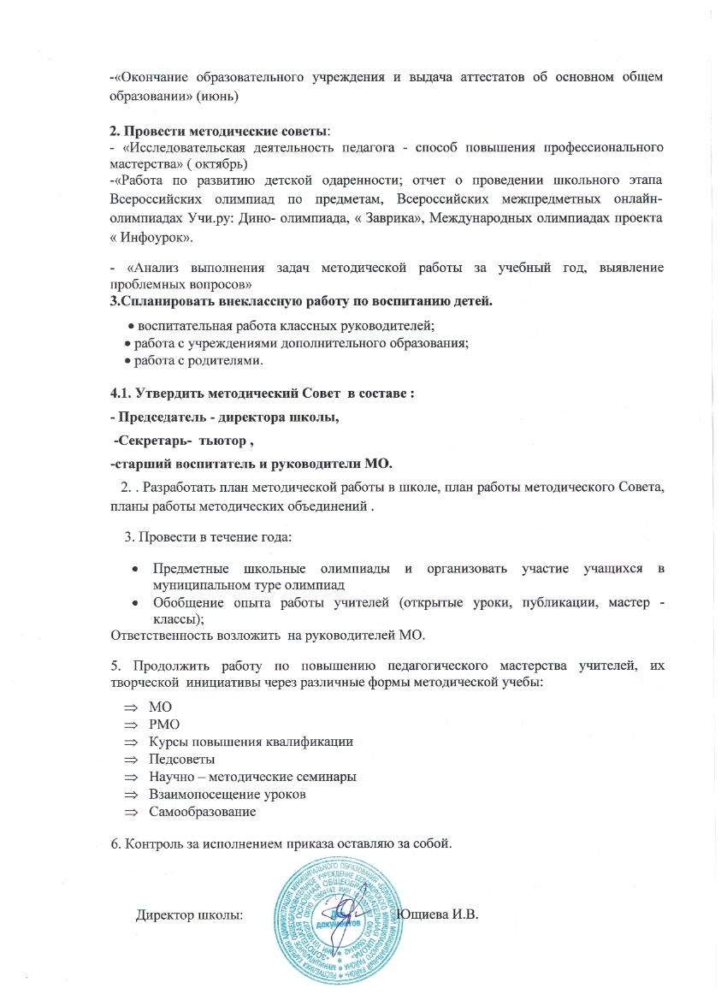 -«Окончание образовательного учреждения и выдача аттестатов об основном общем
образовании» (июнь)
2. Провести методические советы:
- «Исследовательская деятельность педагога - способ повышения профессионального
мастерства» ( октябрь)
-«Работа по развитию детской одаренности; отчет о проведении школьного этапа
Всероссийских олимпиад по предметам, Всероссийских межпредметных онлайн-
олимпиадах Учи.ру: Дино- олимпиада, « Заврика», Международных олимпиадах проекта
« Инфоурок».
- «Анализ выполнения задач методической работы за учебный год, выявление
проблемных вопросов»
3.Спланировать внеклассную работу по воспитанию детей.
• воспитательная работа классных руководителей;
• работа с учреждениями дополнительного образования;
• работа с родителями.
4.1. Утвердить методический Совет в составе :
- Председатель - директора школы,
-Секретарь- тьютор ,
-старший воспитатель и руководители МО.
2. . Разработать план методической работы в школе, план работы методического Совета,
планы работы методических объединений .
3. Провести в течение года:
• Предметные школьные олимпиады и организовать участие учащихся в
муниципальном туре олимпиад
• Обобщение опыта работы учителей (открытые уроки, публикации, мастер -
классы);
Ответственность возложить на руководителей МО.
5. Продолжить работу по повышению педагогического мастерства учителей, их
творческой инициативы через различные формы методической учебы:
⇒ МО
⇒ РМО
⇒ Курсы повышения квалификации
⇒ Педсоветы
⇒ Научно – методические семинары
⇒ Взаимопосещение уроков
⇒ Самообразование
6. Контроль за исполнением приказа оставляю за собой.
Директор школы: Ющиева И.В.
Для
документов